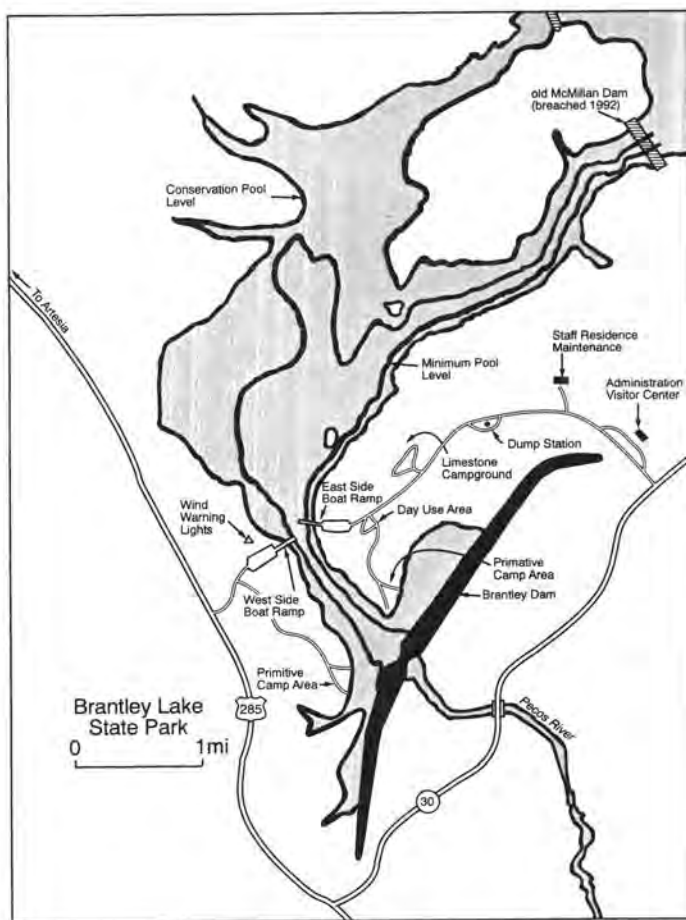 old McMillan Dam
(breached 1992)
Conservation Pool
Level
To Artesia
Minimum Pool
Level
Staff Residence
Maintenance
Administration
Visitor Center
Dump Station
Limestone
Campground
East Side
Boat Ramp
Day Use Area
Wind
Warning
Lights
West Side
Boat Ramp
Primative
Camp Area
Brantley Dam
Primitive
Camp Area
Brantley Lake
State Park
0 1mi
285
30
Pecos River